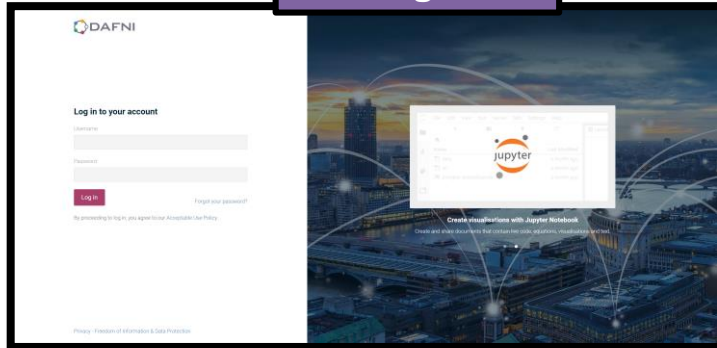 DAFNI
Log in to your account
Username
Password
Log in
Forgot your password?
By proceeding to log in, you agree to our Acceptable Use Policy.
Privacy - Freedom of Information & Data Protection
jupyter
Create visualisations with Jupyter Notebook
Create and share documents that contain live code, equations, visualisations and text.